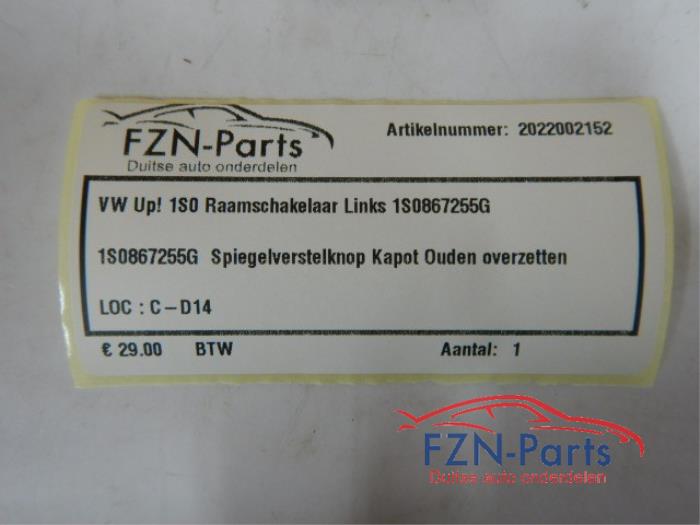 FZN-Parts
Duitse auto onderdelen
Artikelnummer: 2022002152
VW Up! 1S0 Raamschakelaar Links 1S0867255G
1S0867255G Spiegelverstelknop Kapot Ouden overzetten
LOC : C-D14
€ 29.00 BTW Aantal: 1
FZN-Parts
Duitse auto onderdelen